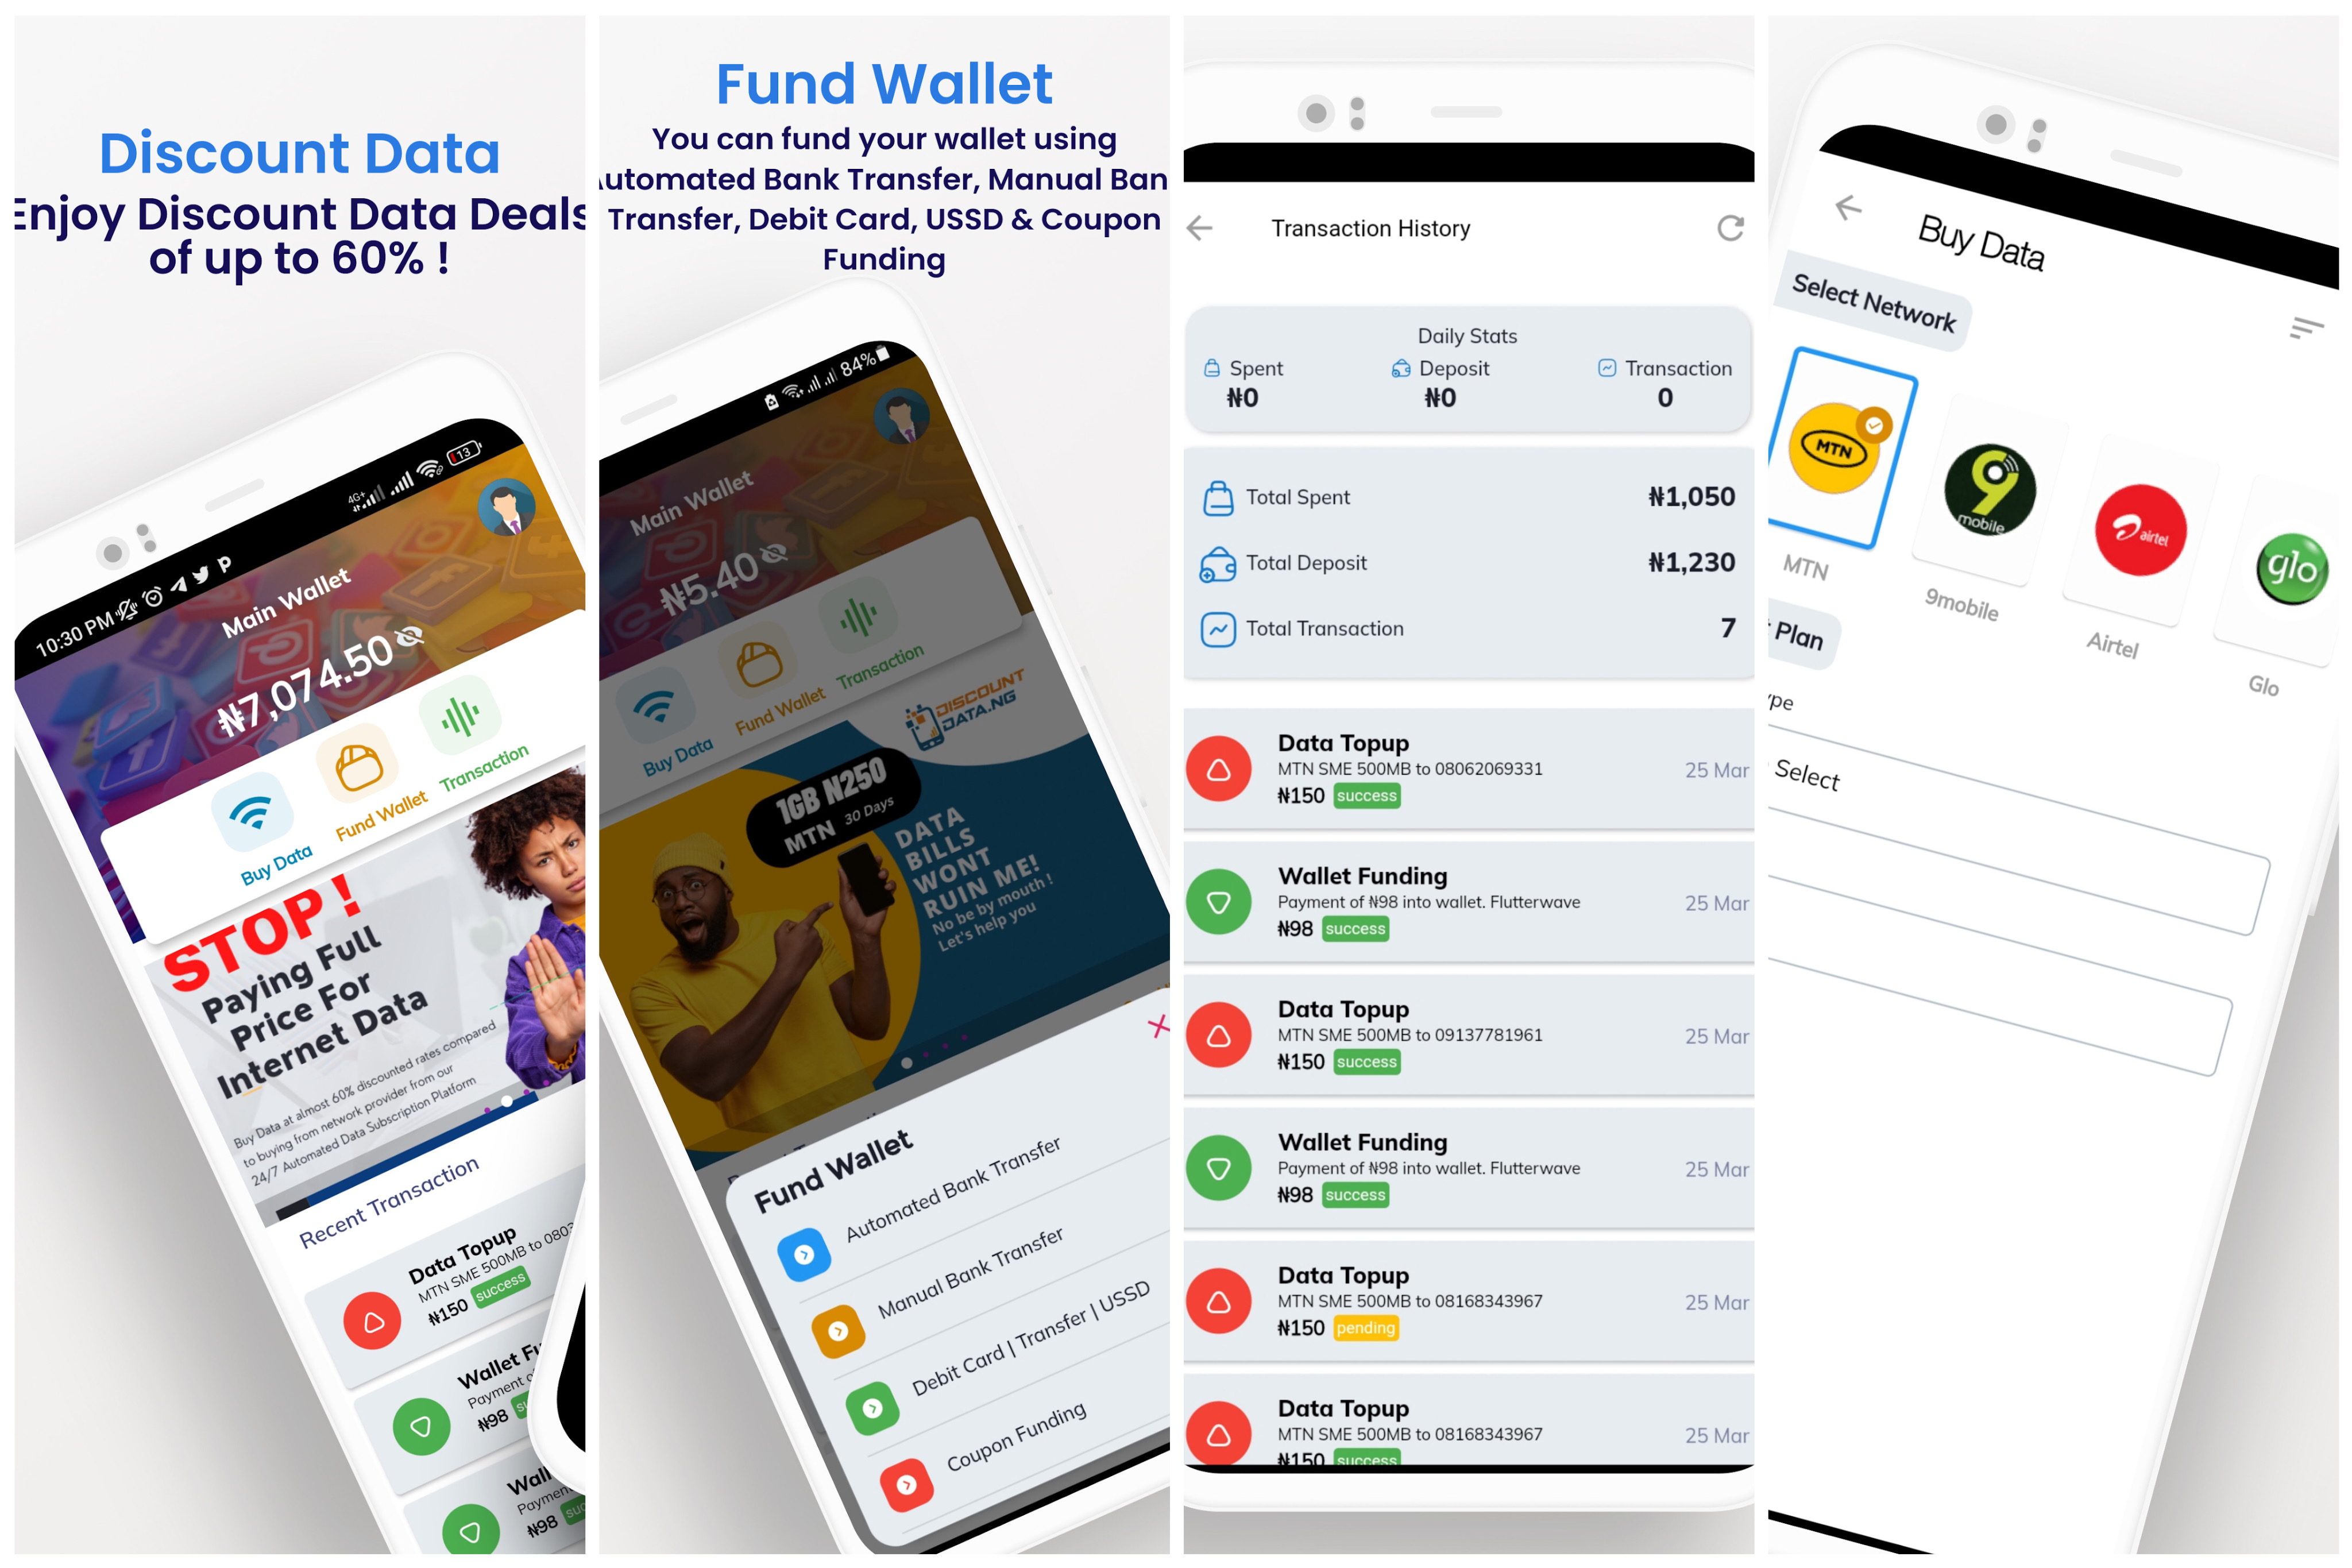 Discount Data
Enjoy Discount Data Deals
of up to 60% !
10:30 PM
4G+
13
Main Wallet
₦7,074.50
Buy Data
Fund Wallet
Transaction
STOP !
Paying Full
Price For
Internet Data
Buy Data at almost 60% discounted rates compared
to buying from network provider from our
24/7 Automated Data Subscription Platform
Recent Transaction
Data Topup
MTN SME 500MB to 080
₦150 success
Wallet Fu
Payment
₦98
Wall
Payment
₦98
Fund Wallet
You can fund your wallet using
Automated Bank Transfer, Manual Ban
Transfer, Debit Card, USSD & Coupon
Funding
84%
Main Wallet
₦5.40
Buy Data
Fund Wallet
Transaction
DISCOUNT
DATA.NG
1GB N250
MTN 30 Days
DATA
BILLS
WONT
RUIN ME!
No be by mouth !
Let's help you
Fund Wallet
Automated Bank Transfer
Manual Bank Transfer
Debit Card | Transfer | USSD
Coupon Funding
Transaction History
Daily Stats
Spent Deposit Transaction
₦0 ₦0 0
Total Spent ₦1,050
Total Deposit ₦1,230
Total Transaction 7
Data Topup
MTN SME 500MB to 08062069331 25 Mar
₦150 success
Wallet Funding
Payment of ₦98 into wallet. Flutterwave 25 Mar
₦98 success
Data Topup
MTN SME 500MB to 09137781961 25 Mar
₦150 success
Wallet Funding
Payment of ₦98 into wallet. Flutterwave 25 Mar
₦98 success
Data Topup
MTN SME 500MB to 08168343967 25 Mar
₦150 pending
Data Topup
MTN SME 500MB to 08168343967 25 Mar
₦150 success
Buy Data
Select Network
MTN
9 mobile
airtel
glo
MTN
9mobile
Airtel
Glo
Plan
ype
Select